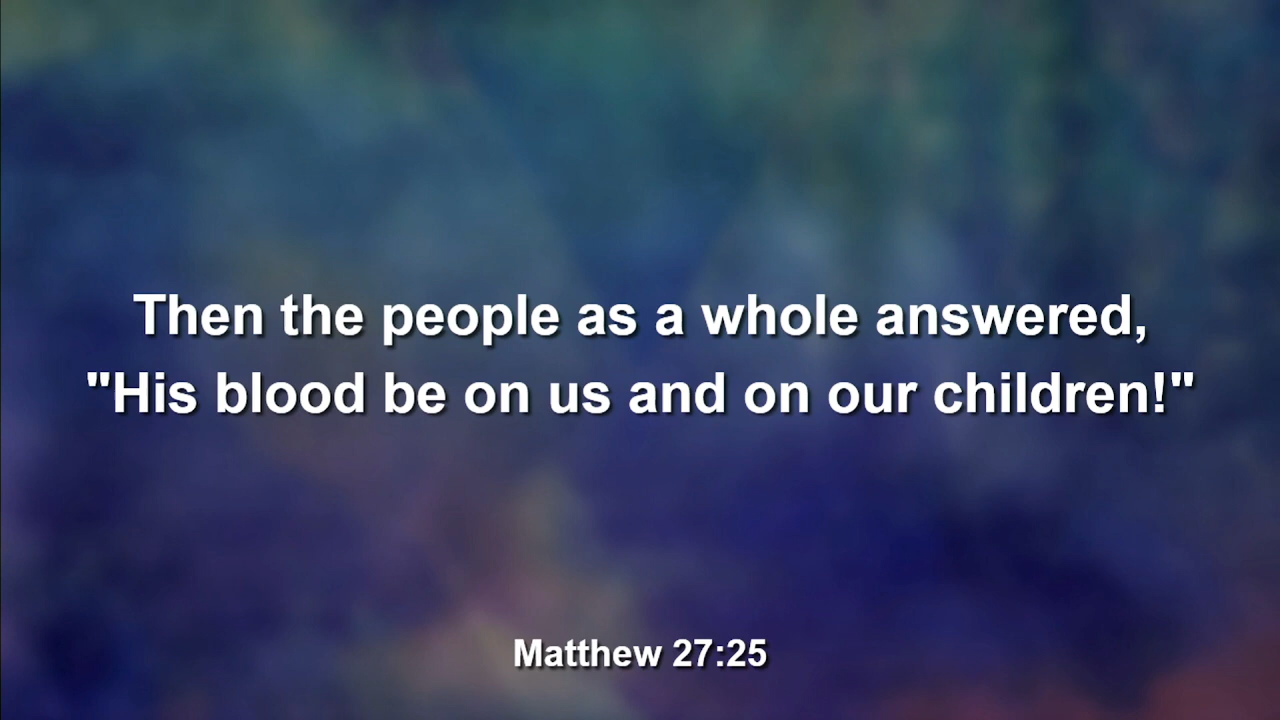 Then the people as a whole answered,
"His blood be on us and on our children!"
Matthew 27:25